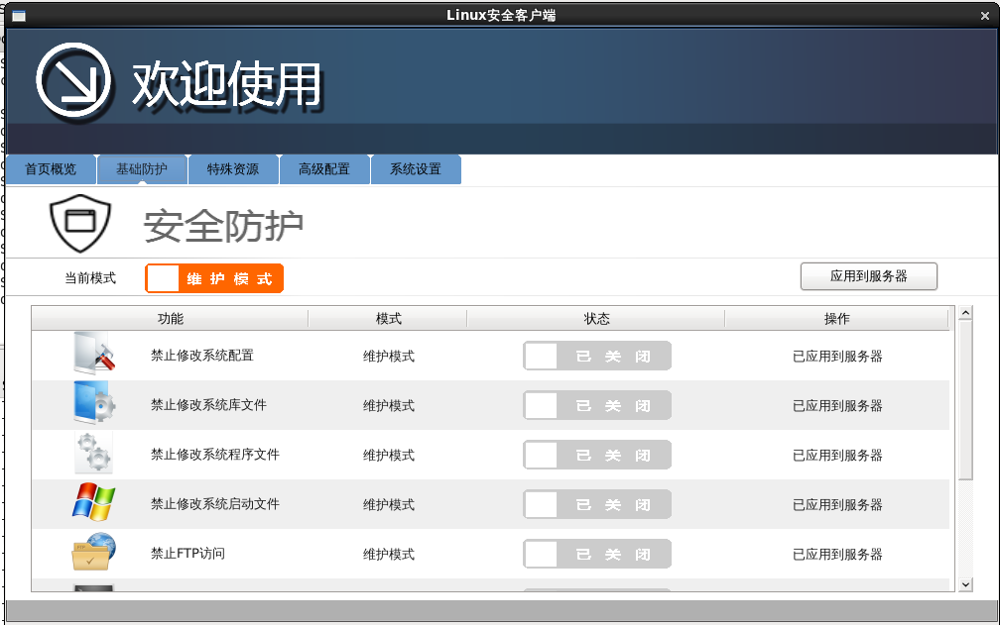 Linux安全客户端
欢迎使用
首页概览 基础防护 特殊资源 高级配置 系统设置
安全防护
当前模式 维护模式 应用到服务器
功能 模式 状态 操作
禁止修改系统配置 维护模式 已关闭 已应用到服务器
禁止修改系统库文件 维护模式 已关闭 已应用到服务器
禁止修改系统程序文件 维护模式 已关闭 已应用到服务器
禁止修改系统启动文件 维护模式 已关闭 已应用到服务器
禁止FTP访问 维护模式 已关闭 已应用到服务器